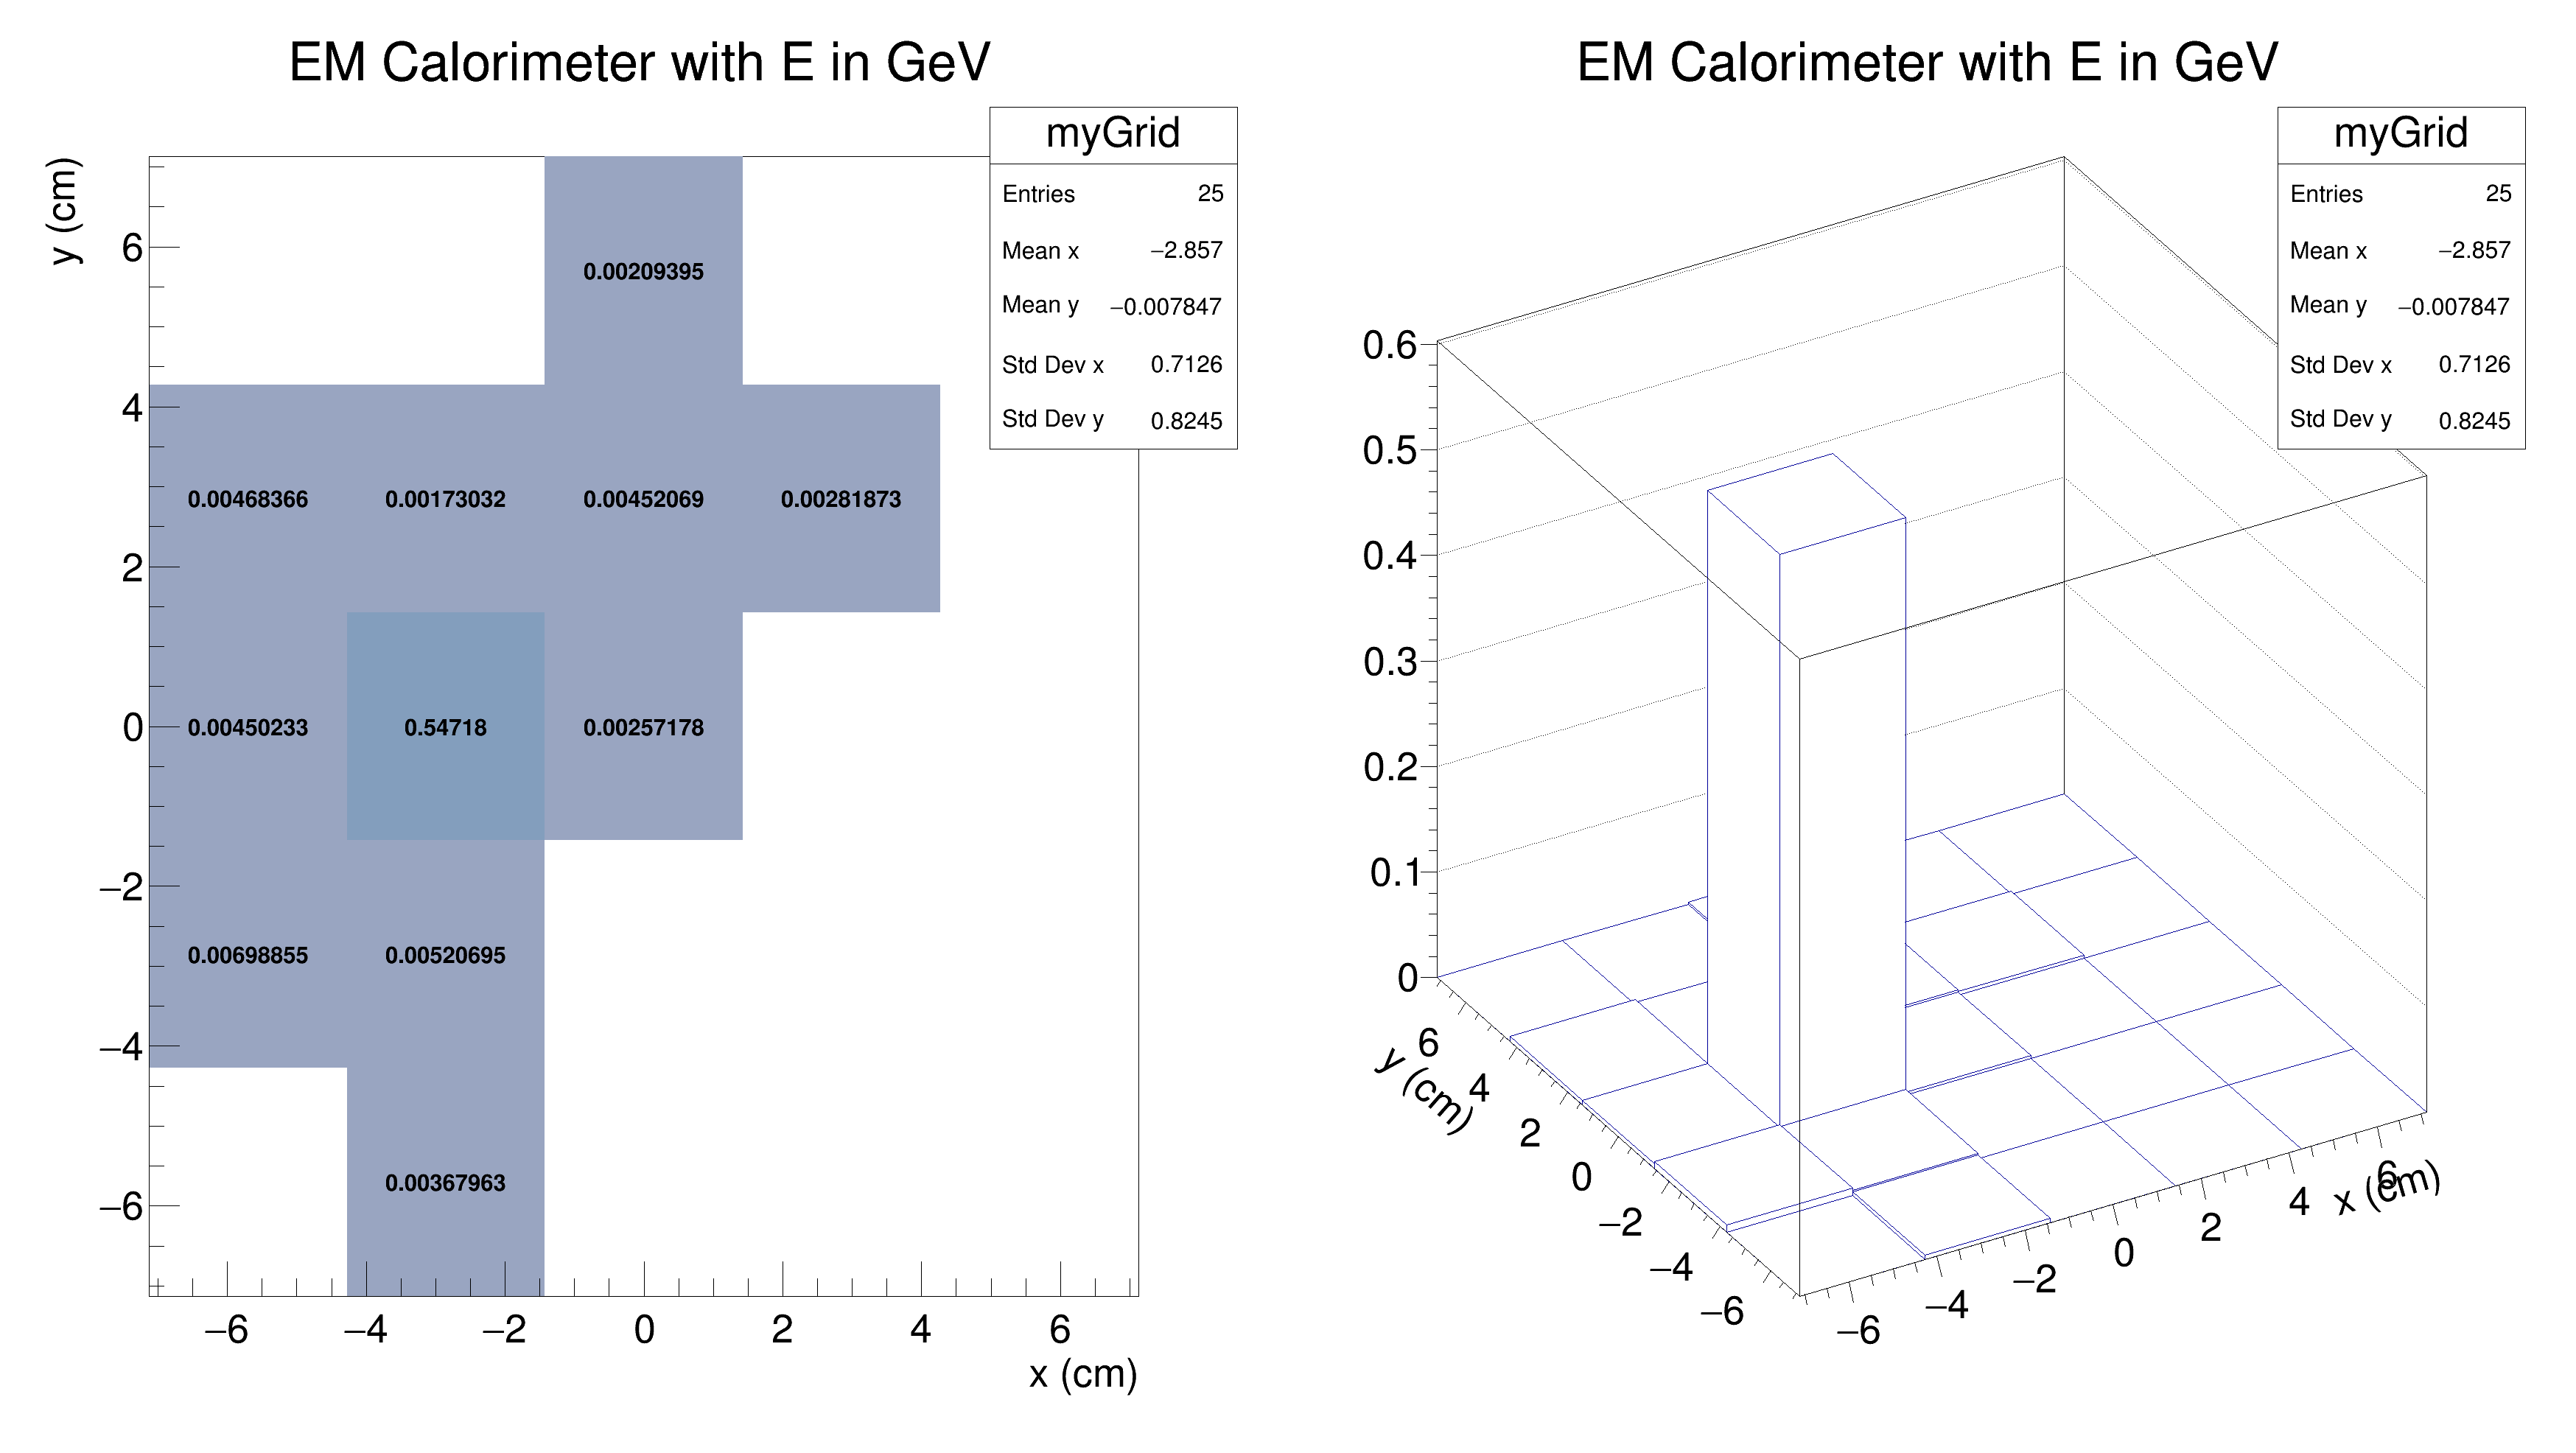 EM Calorimeter with E in GeV
myGrid
Entries 25
Mean x −2.857
Mean y −0.007847
Std Dev x 0.7126
Std Dev y 0.8245
y (cm)
6
4
2
0
−2
−4
−6
0.00209395
0.00468366 0.00173032 0.00452069 0.00281873
0.00450233 0.54718 0.00257178
0.00698855 0.00520695
0.00367963
−6 −4 −2 0 2 4 6
x (cm)
EM Calorimeter with E in GeV
myGrid
Entries 25
Mean x −2.857
Mean y −0.007847
Std Dev x 0.7126
Std Dev y 0.8245
0.6
0.5
0.4
0.3
0.2
0.1
0
6
4
2
0
−2
−4
−6
y (cm)
−6 −4 −2 0 2 4 6
x (cm)